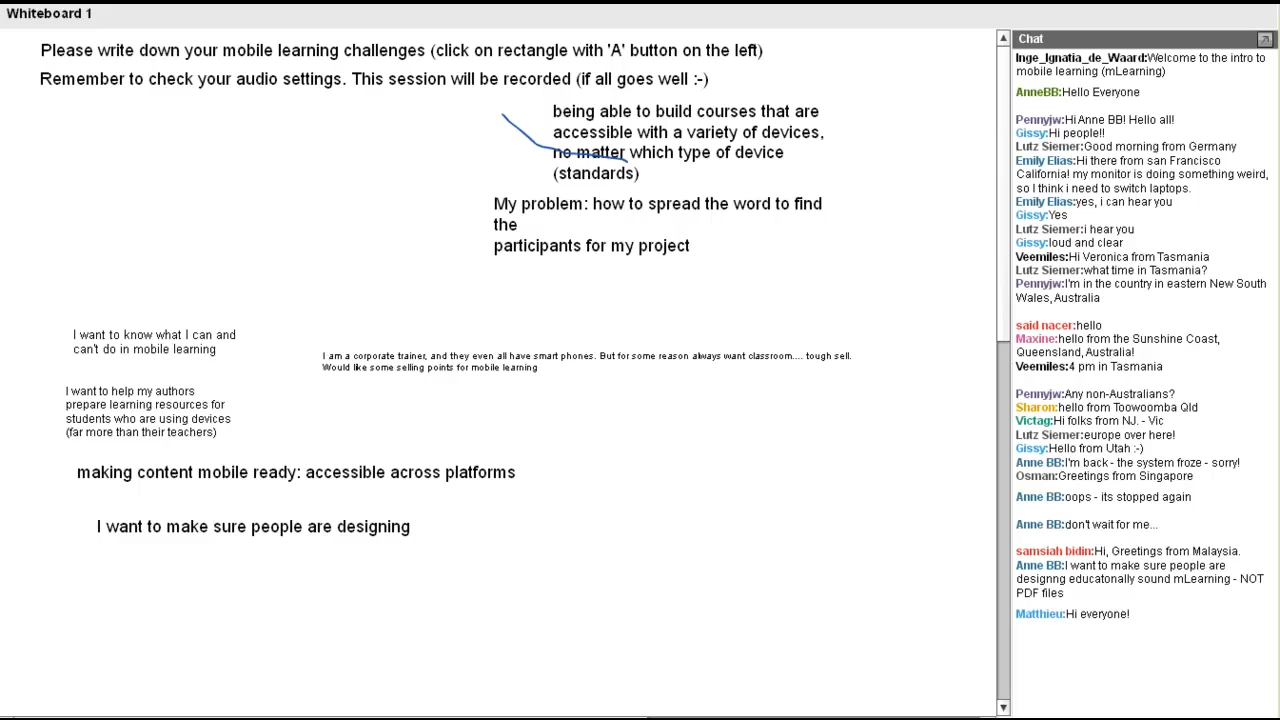 Whiteboard 1
Please write down your mobile learning challenges (click on rectangle with 'A' button on the left)
Remember to check your audio settings. This session will be recorded (if all goes well :-)
being able to build courses that are
accessible with a variety of devices,
no matter which type of device
(standards)
My problem: how to spread the word to find
the
participants for my project
I want to know what I can and
can't do in mobile learning
I am a corporate trainer, and they even all have smart phones. But for some reason always want classroom.... tough sell.
Would like some selling points for mobile learning
I want to help my authors
prepare learning resources for
students who are using devices
(far more than their teachers)
making content mobile ready: accessible across platforms
I want to make sure people are designing
Chat
Inge_Ignatia_de_Waard:Welcome to the intro to
mobile learning (mLearning)
AnneBB:Hello Everyone
Pennyjw:Hi Anne BB! Hello all!
Gissy:Hi people!!
Lutz Siemer:Good morning from Germany
Emily Elias:Hi there from san Francisco
California! my monitor is doing something weird,
so I think i need to switch laptops.
Emily Elias:yes, i can hear you
Gissy:Yes
Lutz Siemer:i hear you
Gissy:loud and clear
Veemiles:Hi Veronica from Tasmania
Lutz Siemer:what time in Tasmania?
Pennyjw:I'm in the country in eastern New South
Wales, Australia
said nacer:hello
Maxine:hello from the Sunshine Coast,
Queensland, Australia!
Veemiles:4 pm in Tasmania
Pennyjw:Any non-Australians?
Sharon:hello from Toowoomba Qld
Victag:Hi folks from NJ. - Vic
Lutz Siemer:europe over here!
Gissy:Hello from Utah :-)
Anne BB:I'm back - the system froze - sorry!
Osman:Greetings from Singapore
Anne BB:oops - its stopped again
Anne BB:don't wait for me...
samsiah bidin:Hi, Greetings from Malaysia.
Anne BB:I want to make sure people are
designng educatonally sound mLearning - NOT
PDF files
Matthieu:Hi everyone!